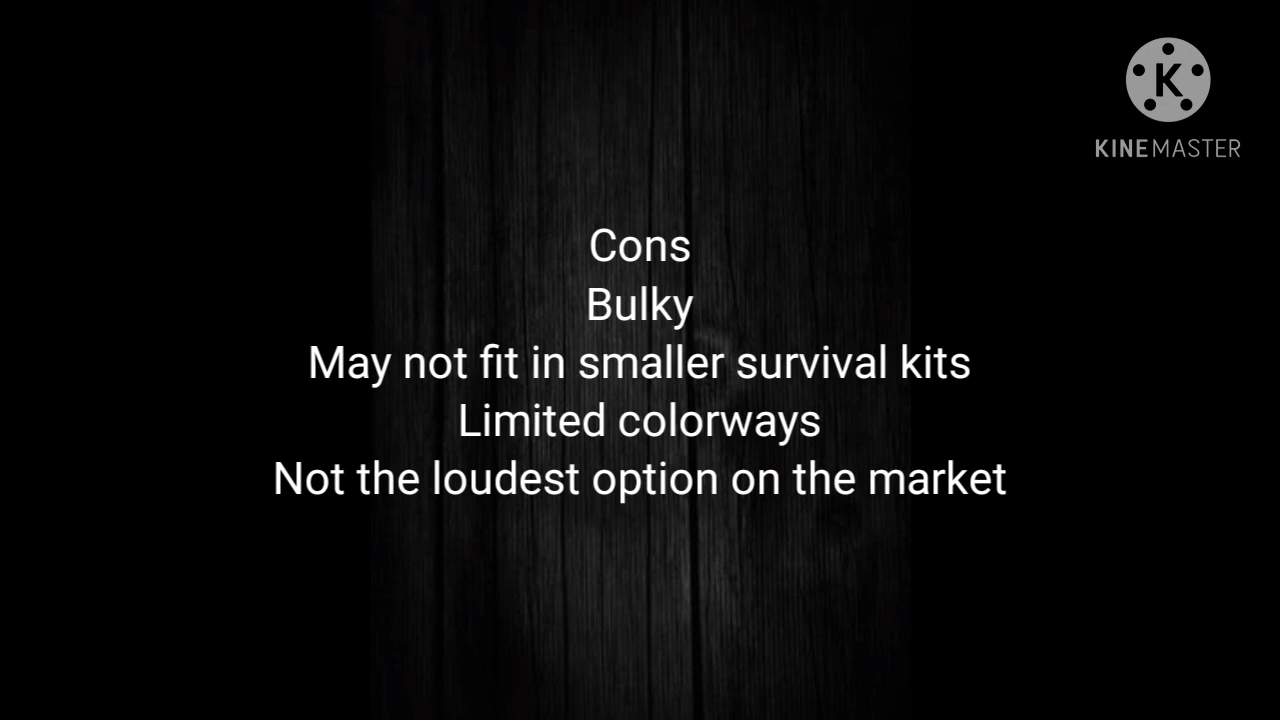 K
KINEMASTER
Cons
Bulky
May not fit in smaller survival kits
Limited colorways
Not the loudest option on the market